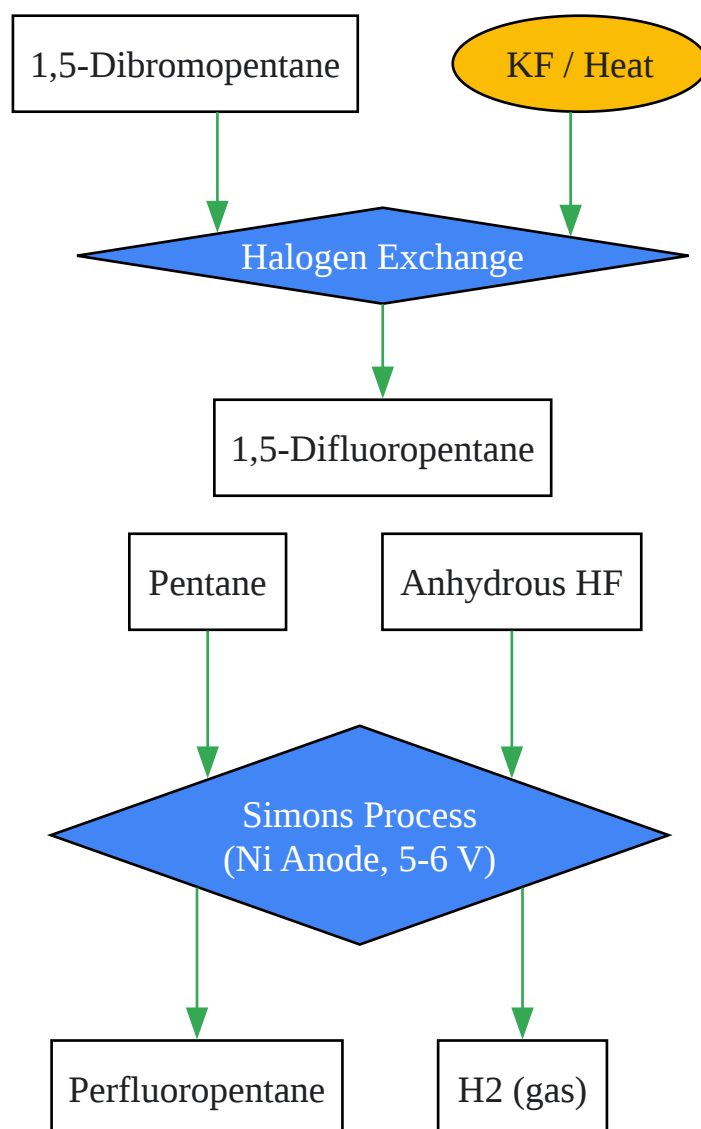 1,5-Dibromopentane
KF / Heat
Halogen Exchange
1,5-Difluoropentane
Pentane
Anhydrous HF
Simons Process
(Ni Anode, 5-6 V)
Perfluoropentane
H2 (gas)